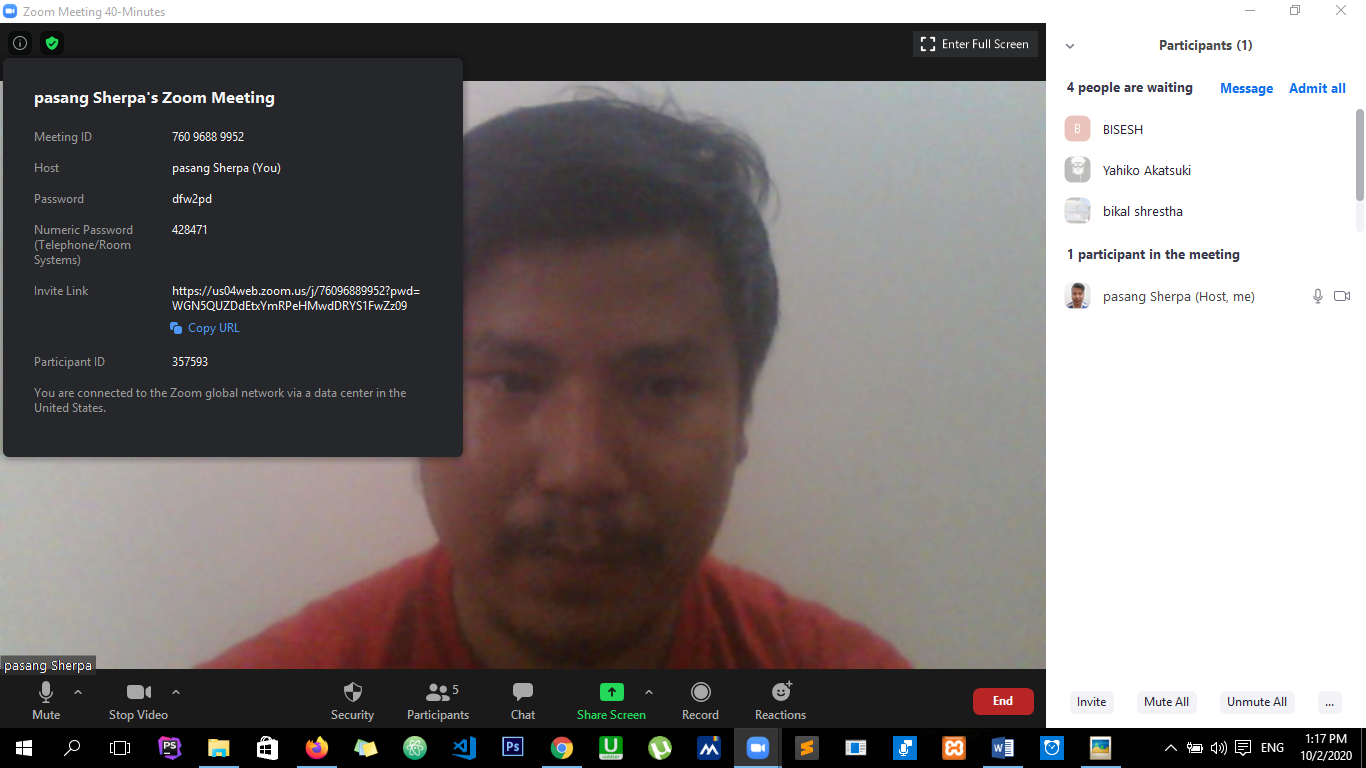 Zoom Meeting 40-Minutes
Enter Full Screen
pasang Sherpa's Zoom Meeting
Meeting ID 760 9688 9952
Host pasang Sherpa (You)
Password dfw2pd
Numeric Password 428471
(Telephone/Room
Systems)
Invite Link https://us04web.zoom.us/j/76096889952?pwd=
WGN5QUZDdEtxYmRPeHMwdDRYS1FwZz09
Copy URL
Participant ID 357593
You are connected to the Zoom global network via a data center in the
United States.
pasang Sherpa
Participants (1)
4 people are waiting Message Admit all
B BISESH
Yahiko Akatsuki
bikal shrestha
1 participant in the meeting
pasang Sherpa (Host, me)
Invite Mute All Unmute All ...
5
Mute Stop Video Security Participants Chat Share Screen Record Reactions End
PS Ps U W
ENG 1:17 PM
10/2/2020